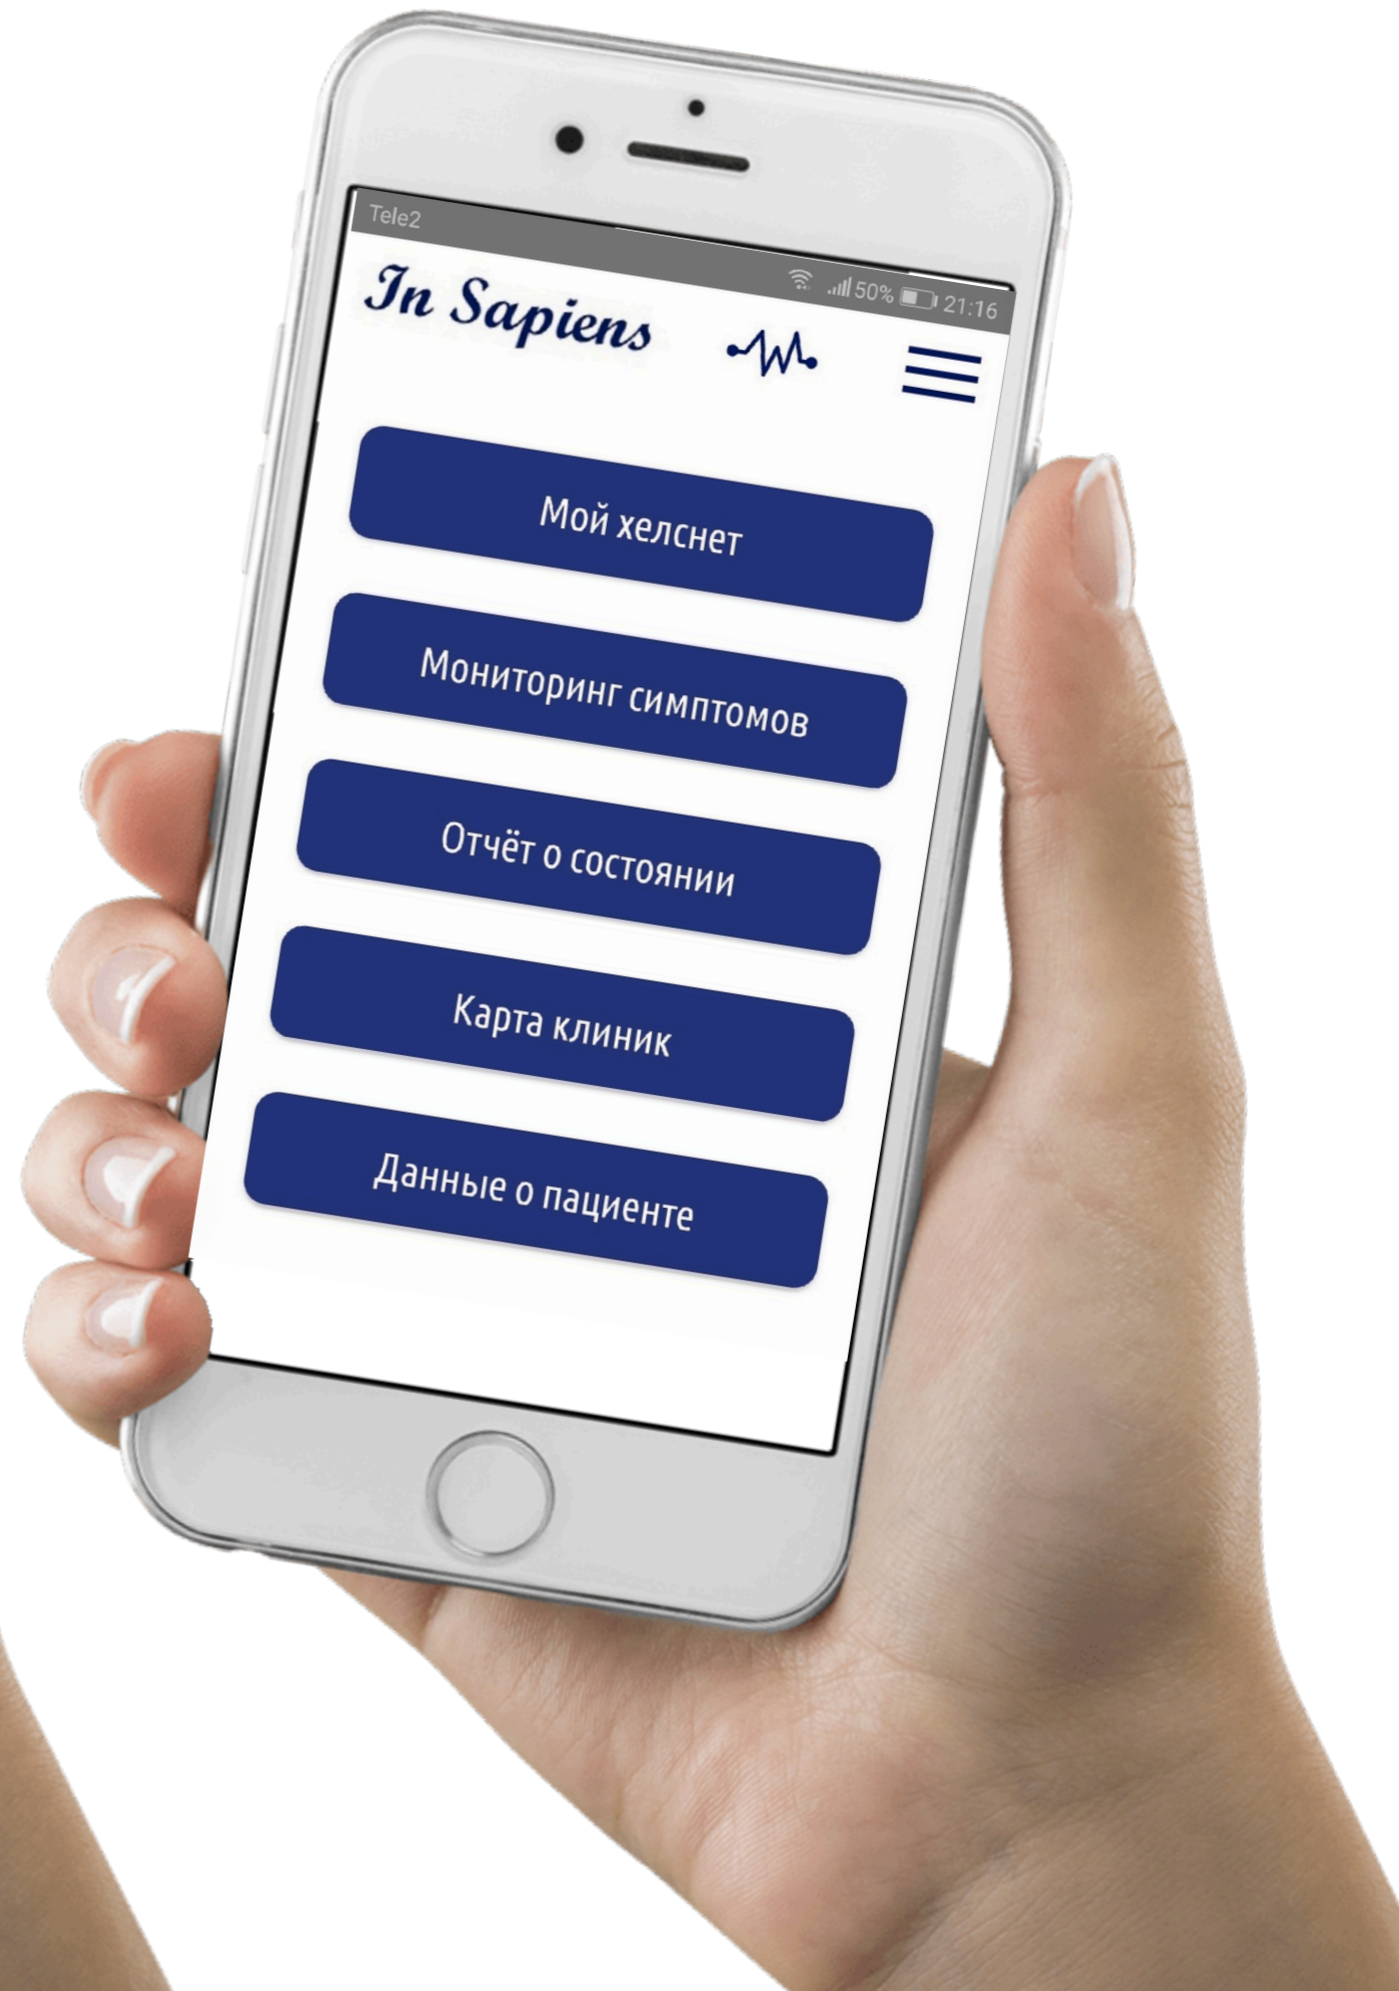 Tele2
50% 21:16
In Sapiens
Мой хелснет
Мониторинг симптомов
Отчёт о состоянии
Карта клиник
Данные о пациенте